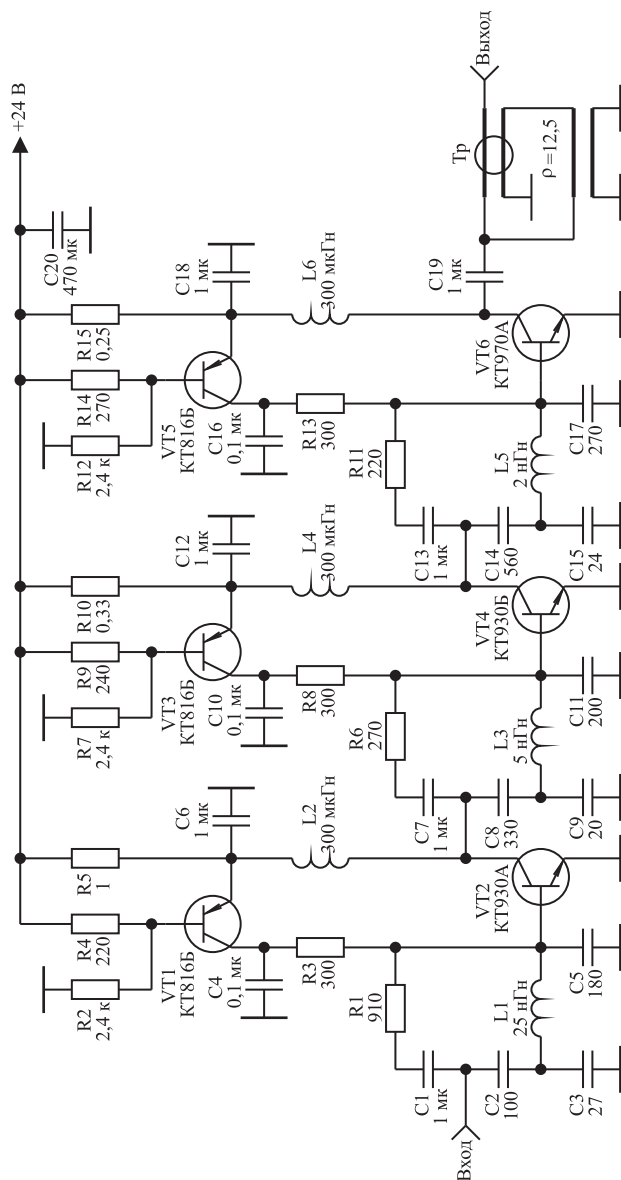 +24 В
R2
2,4 к
R4
220
R5
1
R7
2,4 к
R9
240
R10
0,33
R12
2,4 к
R14
270
R15
0,25
C20
470 мк
VT1
КТ816Б
C4
0,1 мк
C6
1 мк
VT3
КТ816Б
C10
0,1 мк
C12
1 мк
VT5
КТ816Б
C16
0,1 мк
C18
1 мк
R3
300
L2
300 мкГн
R8
300
L4
300 мкГн
R13
300
L6
300 мкГн
R1
910
R6
270
R11
220
C1
1 мк
C7
1 мк
C13
1 мк
C19
1 мк
Тр
Выход
ρ =12,5
Вход
C2
100
L1
25 нГн
VT2
КТ930А
C8
330
L3
5 нГн
VT4
КТ930Б
C14
560
L5
2 нГн
VT6
КТ970А
C3
27
C5
180
C9
20
C11
200
C15
24
C17
270